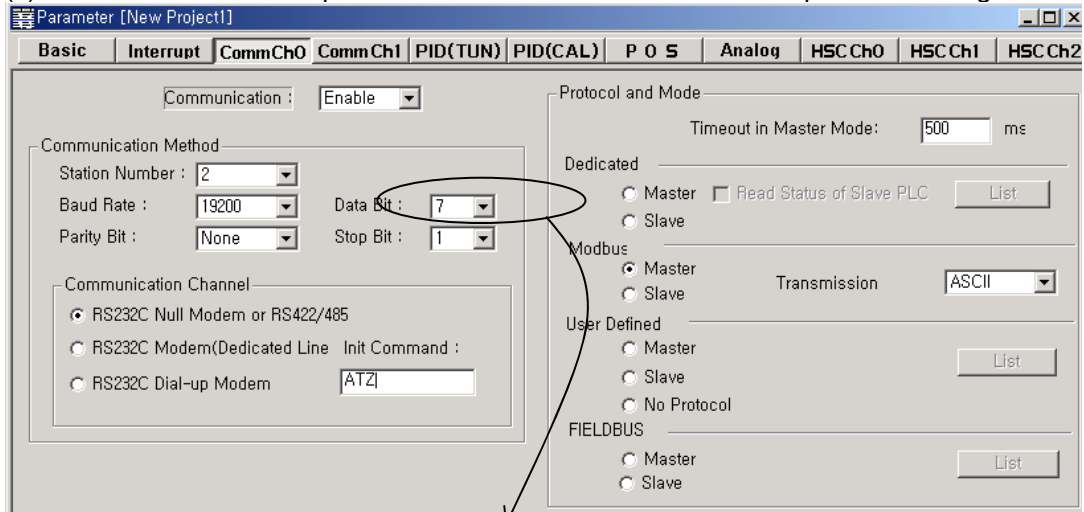 Parameter [New Project1]
Basic Interrupt CommCh0 CommCh1 PID(TUN) PID(CAL) P O S Analog HSCCh0 HSCCh1 HSCCh2
Communication : Enable
Communication Method
Station Number : 2
Baud Rate : 19200 Data Bit : 7
Parity Bit : None Stop Bit : 1
Communication Channel
RS232C Null Modem or RS422/485
RS232C Modem(Dedicated Line Init Command :
RS232C Dial-up Modem ATZ
Protocol and Mode
Timeout in Master Mode: 500 ms
Dedicated
Master Read Status of Slave PLC List
Slave
Modbus
Master Transmission ASCII
Slave
User Defined
Master List
Slave
No Protocol
FIELDBUS
Master List
Slave